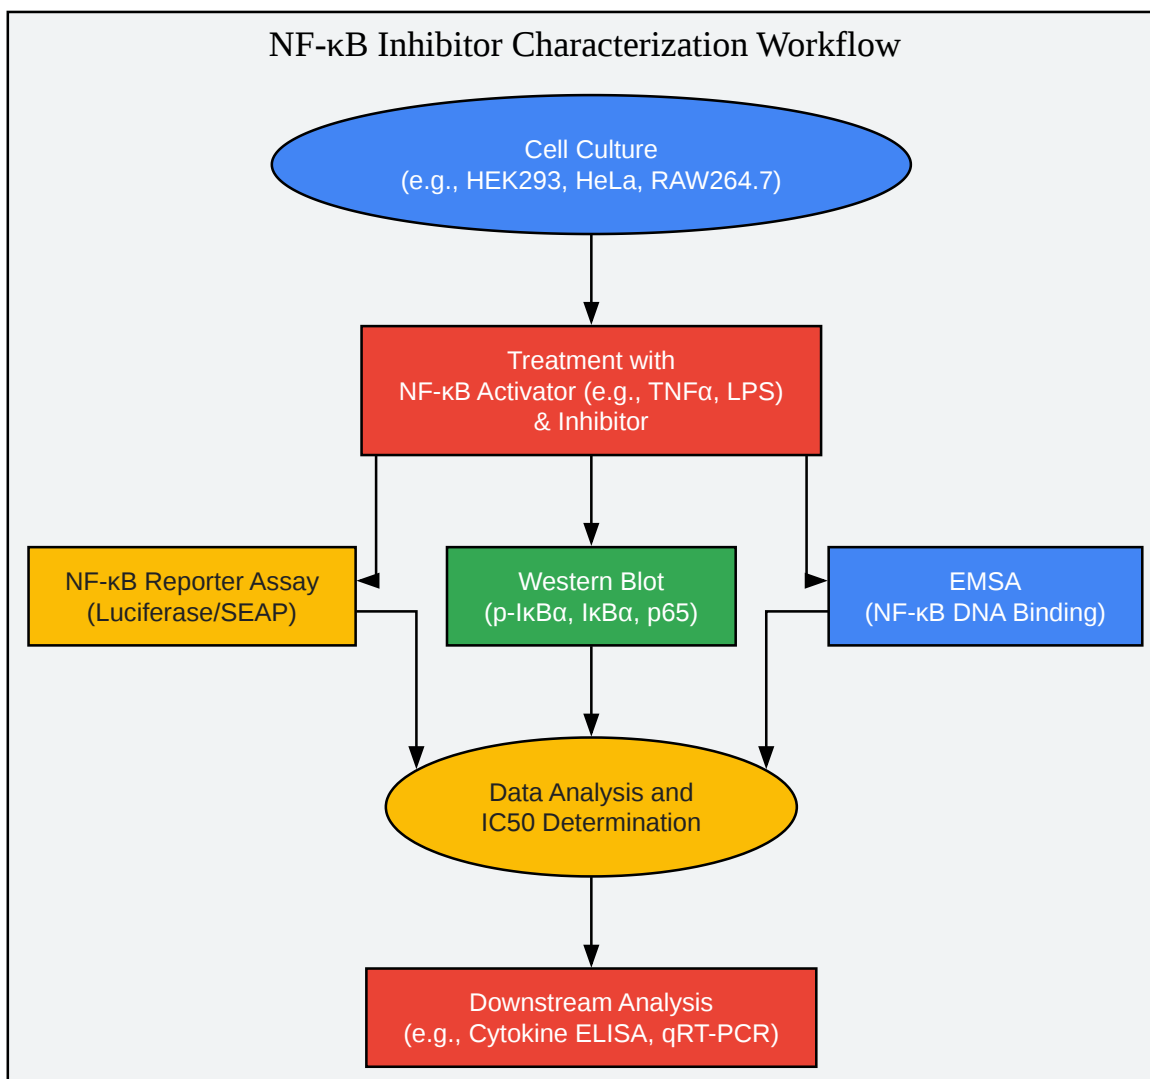 NF-κB Inhibitor Characterization Workflow
Cell Culture
(e.g., HEK293, HeLa, RAW264.7)
Treatment with
NF-κB Activator (e.g., TNFα, LPS)
& Inhibitor
NF-κB Reporter Assay
(Luciferase/SEAP)
Western Blot
(p-IκBα, IκBα, p65)
EMSA
(NF-κB DNA Binding)
Data Analysis and
IC50 Determination
Downstream Analysis
(e.g., Cytokine ELISA, qRT-PCR)